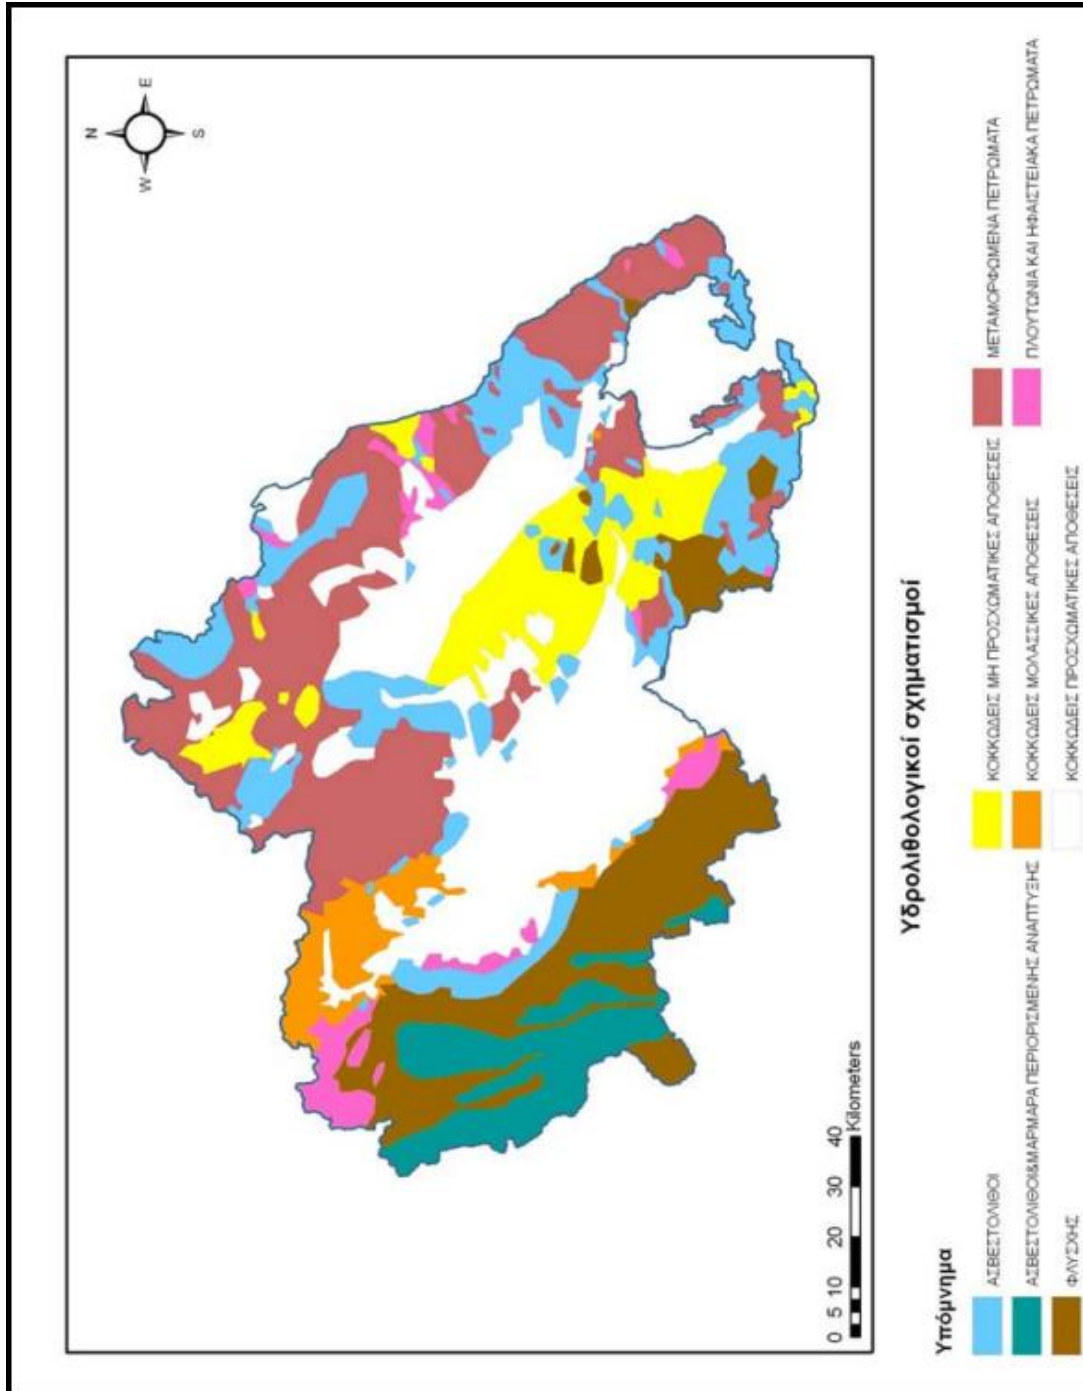 N
W E
S
0 5 10 20 30 40
Kilometers
Υδρολιθολογικοί σχηματισμοί
Υπόμνημα
ΑΣΒΕΣΤΟΛΙΘΟΙ
ΑΣΒΕΣΤΟΛΙΘΟΙ&ΜΑΡΜΑΡΑ ΠΕΡΙΟΡΙΣΜΕΝΗΣ ΑΝΑΠΤΥΞΗΣ
ΦΛΥΣΧΗΣ
ΚΟΚΚΩΔΕΙΣ ΜΗ ΠΡΟΣΧΩΜΑΤΙΚΕΣ ΑΠΟΘΕΣΕΙΣ
ΚΟΚΚΩΔΕΙΣ ΜΟΛΑΣΣΙΚΕΣ ΑΠΟΘΕΣΕΙΣ
ΚΟΚΚΩΔΕΙΣ ΠΡΟΣΧΩΜΑΤΙΚΕΣ ΑΠΟΘΕΣΕΙΣ
ΜΕΤΑΜΟΡΦΩΜΕΝΑ ΠΕΤΡΩΜΑΤΑ
ΠΛΟΥΤΩΝΙΑ ΚΑΙ ΗΦΑΙΣΤΕΙΑΚΑ ΠΕΤΡΩΜΑΤΑ